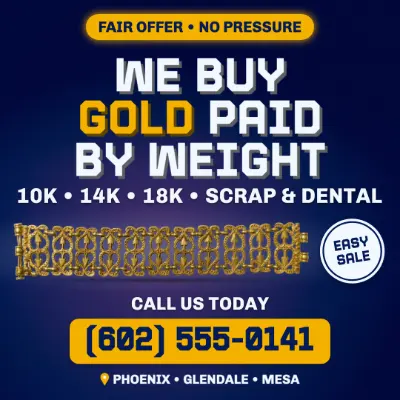 FAIR OFFER • NO PRESSURE
WE BUY
GOLD PAID
BY WEIGHT
10K • 14K • 18K • SCRAP & DENTAL
EASY
SALE
CALL US TODAY
(602) 555-0141
PHOENIX • GLENDALE • MESA